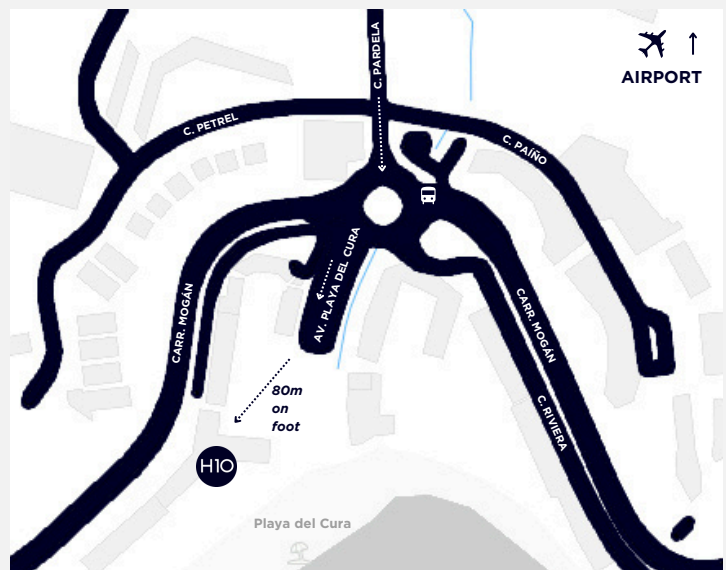 C. PARDELA
AIRPORT
C. PETREL
C. PAÍÑO
AV. PLAYA DEL CURA
CARR. MOGÁN
CARR. MOGÁN
C. RIVIERA
80m
on
foot
H10
Playa del Cura